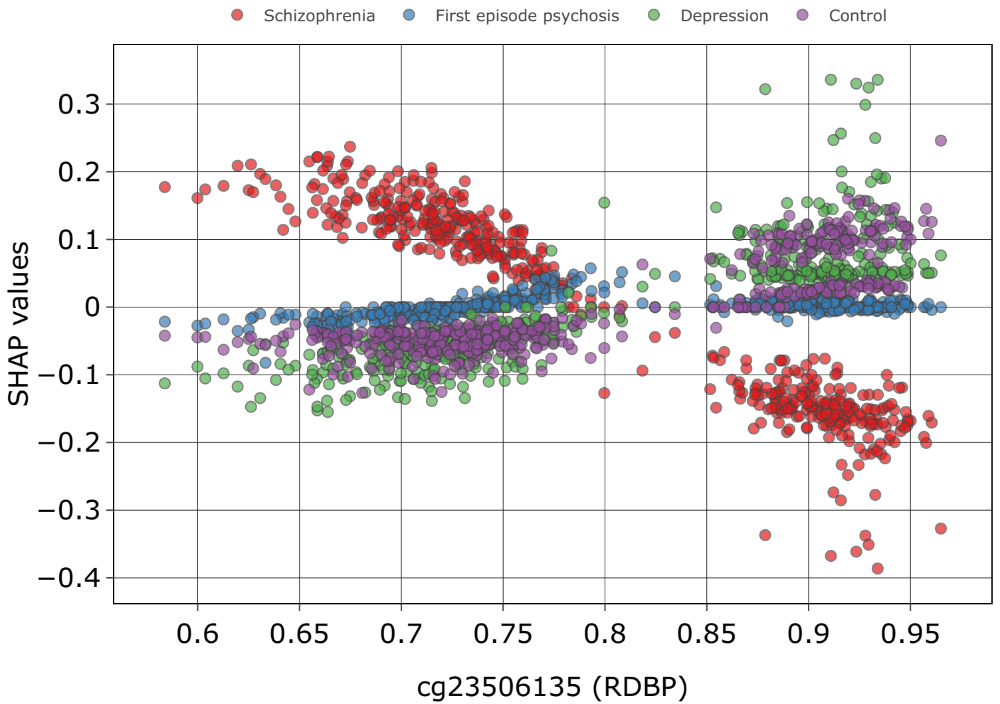 Schizophrenia First episode psychosis Depression Control
SHAP values
0.3
0.2
0.1
0
−0.1
−0.2
−0.3
−0.4
0.6 0.65 0.7 0.75 0.8 0.85 0.9 0.95
cg23506135 (RDBP)